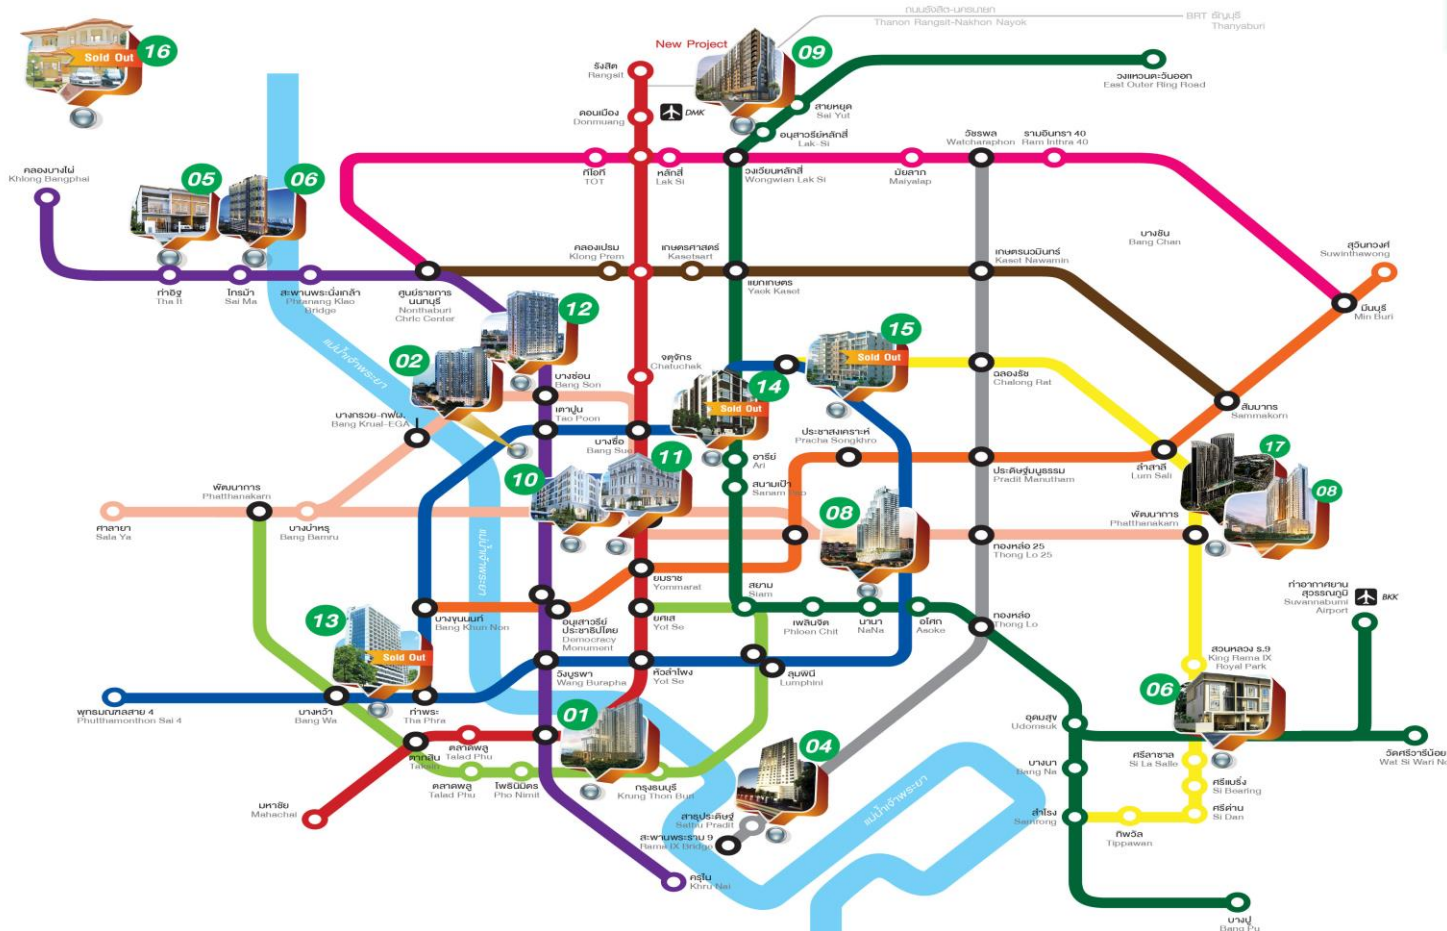 ถนนรังสิต-นครนายก
Thanon Rangsit-Nakhon Nayok
BRT ธัญบุรี
Thanyaburi
16
Sold Out
New Project
09
รังสิต
Rangsit
วงแหวนตะวันออก
East Outer Ring Road
ดอนเมือง
Donmuang
DMK
สายหยุด
Sai Yut
อนุสาวรีย์หลักสี่
Lak-Si
คลองบางไผ่
Khlong Bangphai
05
06
ทีโอที
TOT
หลักสี่
Lak Si
วงเวียนหลักสี่
Wongwian Lak Si
มัยลาภ
Maiyalap
วัชรพล
Watcharaphon
รามอินทรา 40
Ram Inthra 40
บางชัน
Bang Chan
สุวินทวงศ์
Suwinthawong
ท่าอิฐ
Tha It
ไทรม้า
Sai Ma
สะพานพระนั่งเกล้า
Bridge
ศูนย์ราชการ
นนทบุรี
Nonthaburi
Center
คลองเปรม
Klong Prem
เกษตรศาสตร์
Kasetsart
แยกเกษตร
Yaek Kaset
เกษตรนวมินทร์
Kaset Nawamin
มีนบุรี
Min Buri
แม่น้ำเจ้าพระยา
12
02
15
Sold Out
จตุจักร
Chatuchak
14
Sold Out
ฉลองรัช
Chalong Rat
บางซ่อน
Bang Son
เตาปูน
Tao Poon
บางกรวย-กฟผ.
Bang Kruai-EGA
บางซื่อ
Bang Sue
สัมมากร
Sammakorn
อารีย์
Ari
สนามเป้า
Sanam
ประชาสงเคราะห์
Pracha Songkhro
ประดิษฐ์มนูธรรม
Pradit Manutham
ลำสาลี
Lum Sali
17
10
11
08
08
พัฒนาการ
Phatthanakarn
ศาลายา
Sala Ya
บางบำหรุ
Bang Bamru
แม่น้ำเจ้าพระยา
ทองหล่อ 25
Thong Lo 25
พัฒนาการ
Phatthanakarn
ยมราช
Yommarat
สยาม
Siam
ท่าอากาศยาน
สุวรรณภูมิ
Suvannabumi
Airport
BKK
13
Sold Out
บางขุนนนท์
Bang Khun Non
อนุเสาวรีย์
ประชาธิปไตย
Democracy
Monument
ยศเส
Yot Se
เพลินจิต
Phloen Chit
นานา
NaNa
อโศก
Asoke
ทองหล่อ
Thong Lo
พุทธมณฑลสาย 4
Phutthamonthon Sai 4
บางหว้า
Bang Wa
ท่าพระ
Tha Phra
วังบูรพา
Wang Burapha
หัวลำโพง
Yot Se
ลุมพินี
Lumphini
สวนหลวง ร.9
King Rama IX
Royal Park
06
01
04
อุดมสุข
Udomsuk
วัดศรีวารีน้อย
Wat Si Wari No
ตากสิน
Taksin
ตลาดพลู
Talad Phu
ตลาดพลู
Talad Phu
โพธินิมิตร
Pho Nimit
กรุงธนบุรี
Krung Thon Buri
บางนา
Bang Na
ศรีลาซาล
Si La Salle
ศรีแบริ่ง
Si Bearing
ศรีด่าน
Si Dan
มหาชัย
Mahachai
สาธุประดิษฐ์
Sathu Pradit
สะพานพระราม 9
Rama IX Bridge
แม่น้ำเจ้าพระยา
สำโรง
Samrong
ทิพวัล
Tippawan
ครุใน
Khru Nai
บางปู
Bang Pu